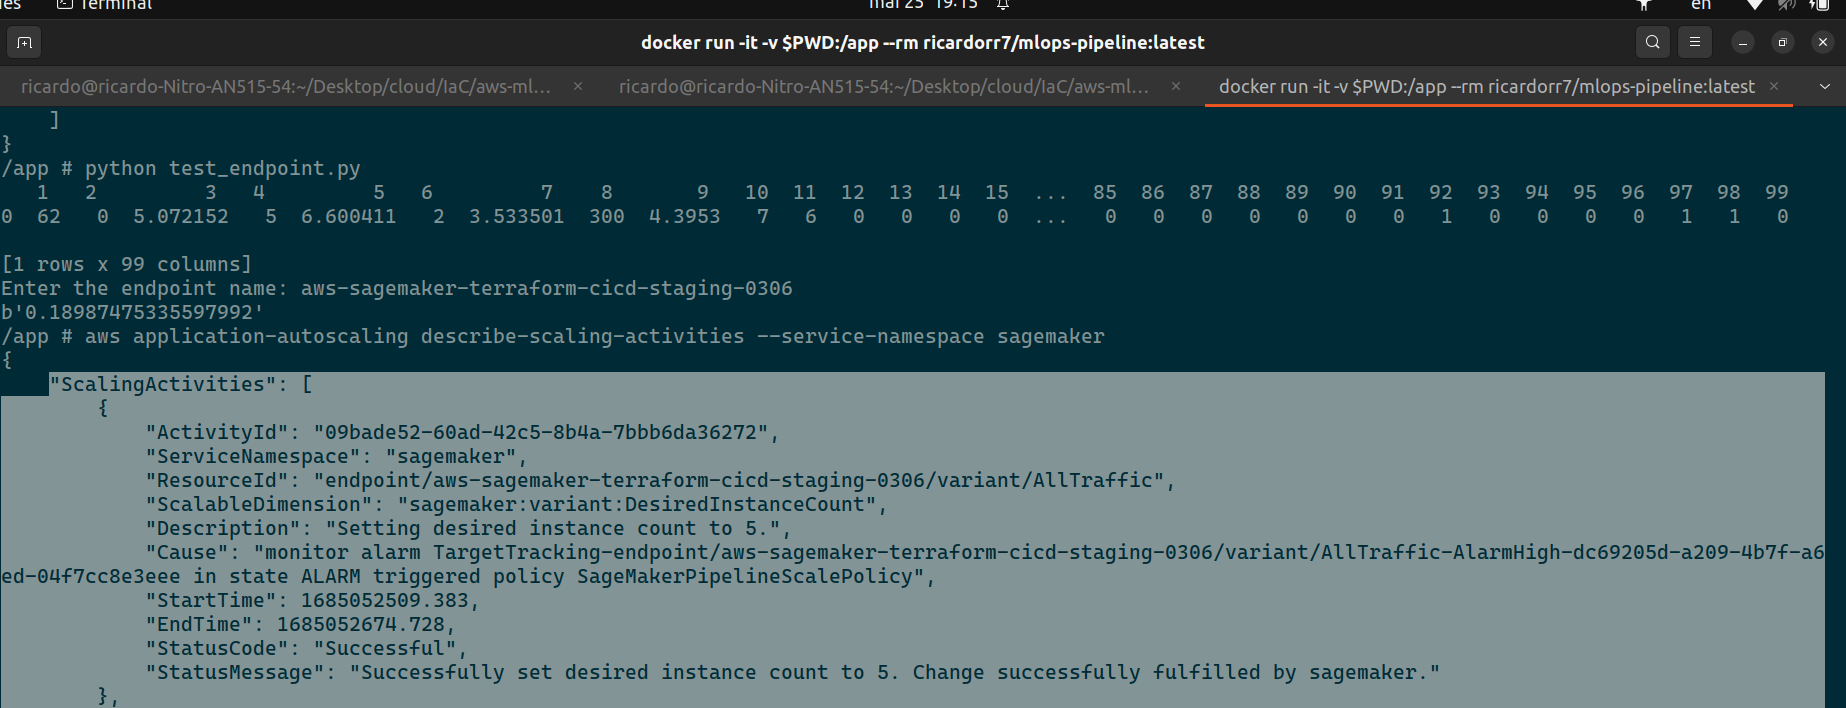 Terminal
mai 25 19:15
en
docker run -it -v $PWD:/app --rm ricardorr7/mlops-pipeline:latest
ricardo@ricardo-Nitro-AN515-54:~/Desktop/cloud/IaC/aws-ml... × ricardo@ricardo-Nitro-AN515-54:~/Desktop/cloud/IaC/aws-ml... × docker run -it -v $PWD:/app --rm ricardorr7/mlops-pipeline:latest ×
    ]
}
/app # python test_endpoint.py
   1   2         3   4         5   6         7    8       9   10  11  12  13  14  15  ...  85  86  87  88  89  90  91  92  93  94  95  96  97  98  99
0  62   0  5.072152   5  6.600411   2  3.533501  300  4.3953    7   6   0   0   0   0  ...   0   0   0   0   0   0   0   1   0   0   0   0   1   1   0
[1 rows x 99 columns]
Enter the endpoint name: aws-sagemaker-terraform-cicd-staging-0306
b'0.18987475335597992'
/app # aws application-autoscaling describe-scaling-activities --service-namespace sagemaker
{
    "ScalingActivities": [
        {
            "ActivityId": "09bade52-60ad-42c5-8b4a-7bbb6da36272",
            "ServiceNamespace": "sagemaker",
            "ResourceId": "endpoint/aws-sagemaker-terraform-cicd-staging-0306/variant/AllTraffic",
            "ScalableDimension": "sagemaker:variant:DesiredInstanceCount",
            "Description": "Setting desired instance count to 5.",
            "Cause": "monitor alarm TargetTracking-endpoint/aws-sagemaker-terraform-cicd-staging-0306/variant/AllTraffic-AlarmHigh-dc69205d-a209-4b7f-a6
ed-04f7cc8e3eee in state ALARM triggered policy SageMakerPipelineScalePolicy",
            "StartTime": 1685052509.383,
            "EndTime": 1685052674.728,
            "StatusCode": "Successful",
            "StatusMessage": "Successfully set desired instance count to 5. Change successfully fulfilled by sagemaker."
        },